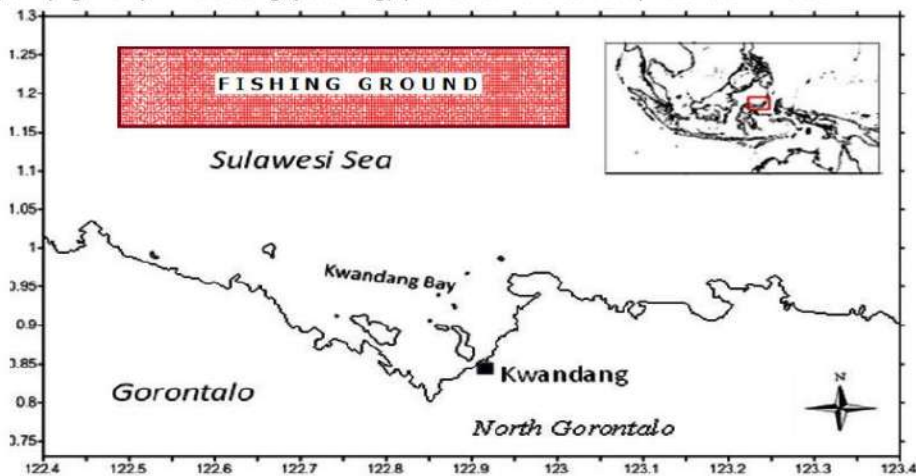 1.3
1.25
FISHING GROUND
1.2
1.15
Sulawesi Sea
1.1
1.05
1
Kwandang Bay
0.95
0.9
0.85
Kwandang
Gorontalo
N
0.8
North Gorontalo
0.75
122.4 122.5 122.6 122.7 122.8 122.9 123 123.1 123.2 123.3